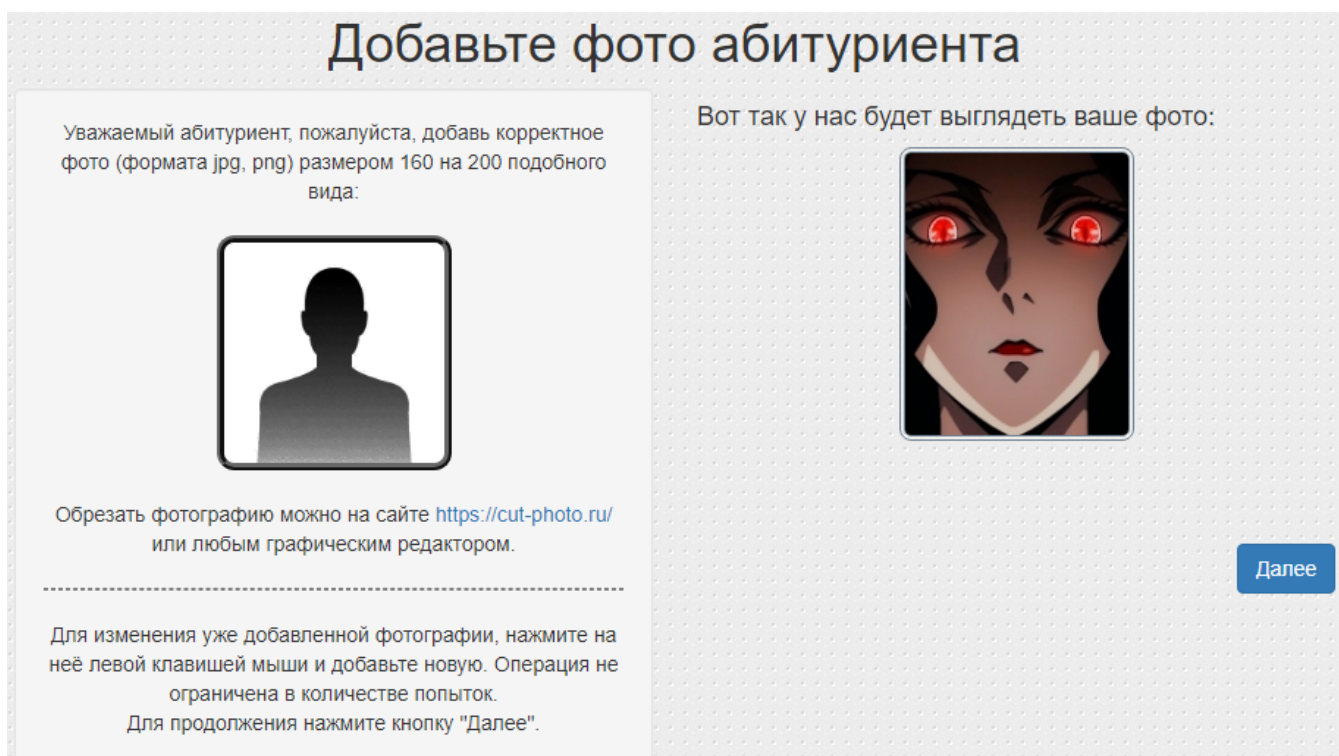 Добавьте фото абитуриента
Уважаемый абитуриент, пожалуйста, добавь корректное
фото (формата jpg, png) размером 160 на 200 подобного
вида:
Обрезать фотографию можно на сайте https://cut-photo.ru/
или любым графическим редактором.
Для изменения уже добавленной фотографии, нажмите на
неё левой клавишей мыши и добавьте новую. Операция не
ограничена в количестве попыток.
Для продолжения нажмите кнопку "Далее".
Вот так у нас будет выглядеть ваше фото:
Далее